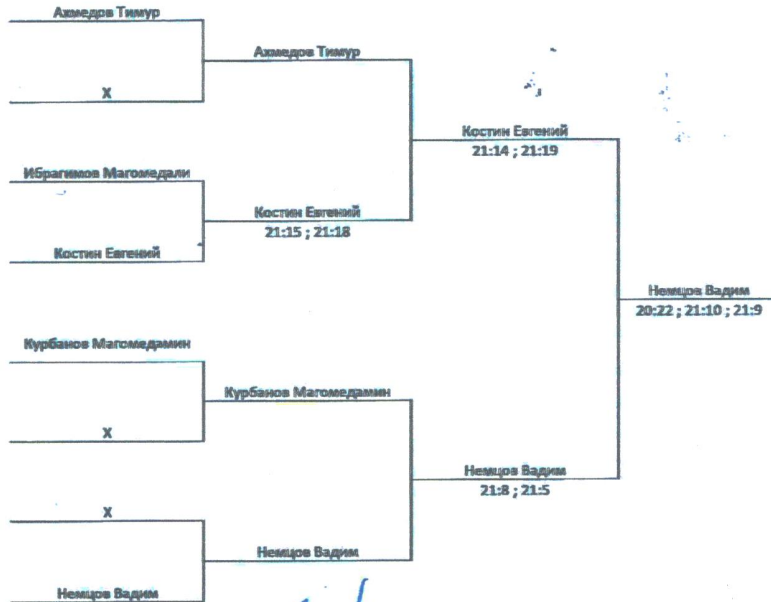 Ахмедов Тимур
Ахмедов Тимур
X
Костин Евгений
21:14 ; 21:19
Ибрагимов Магомедали
Костин Евгений
21:15 ; 21:18
Костин Евгений
Немцов Вадим
20:22 ; 21:10 ; 21:9
Курбанов Магомедамин
Курбанов Магомедамин
X
Немцов Вадим
21:8 ; 21:5
X
Немцов Вадим
Немцов Вадим